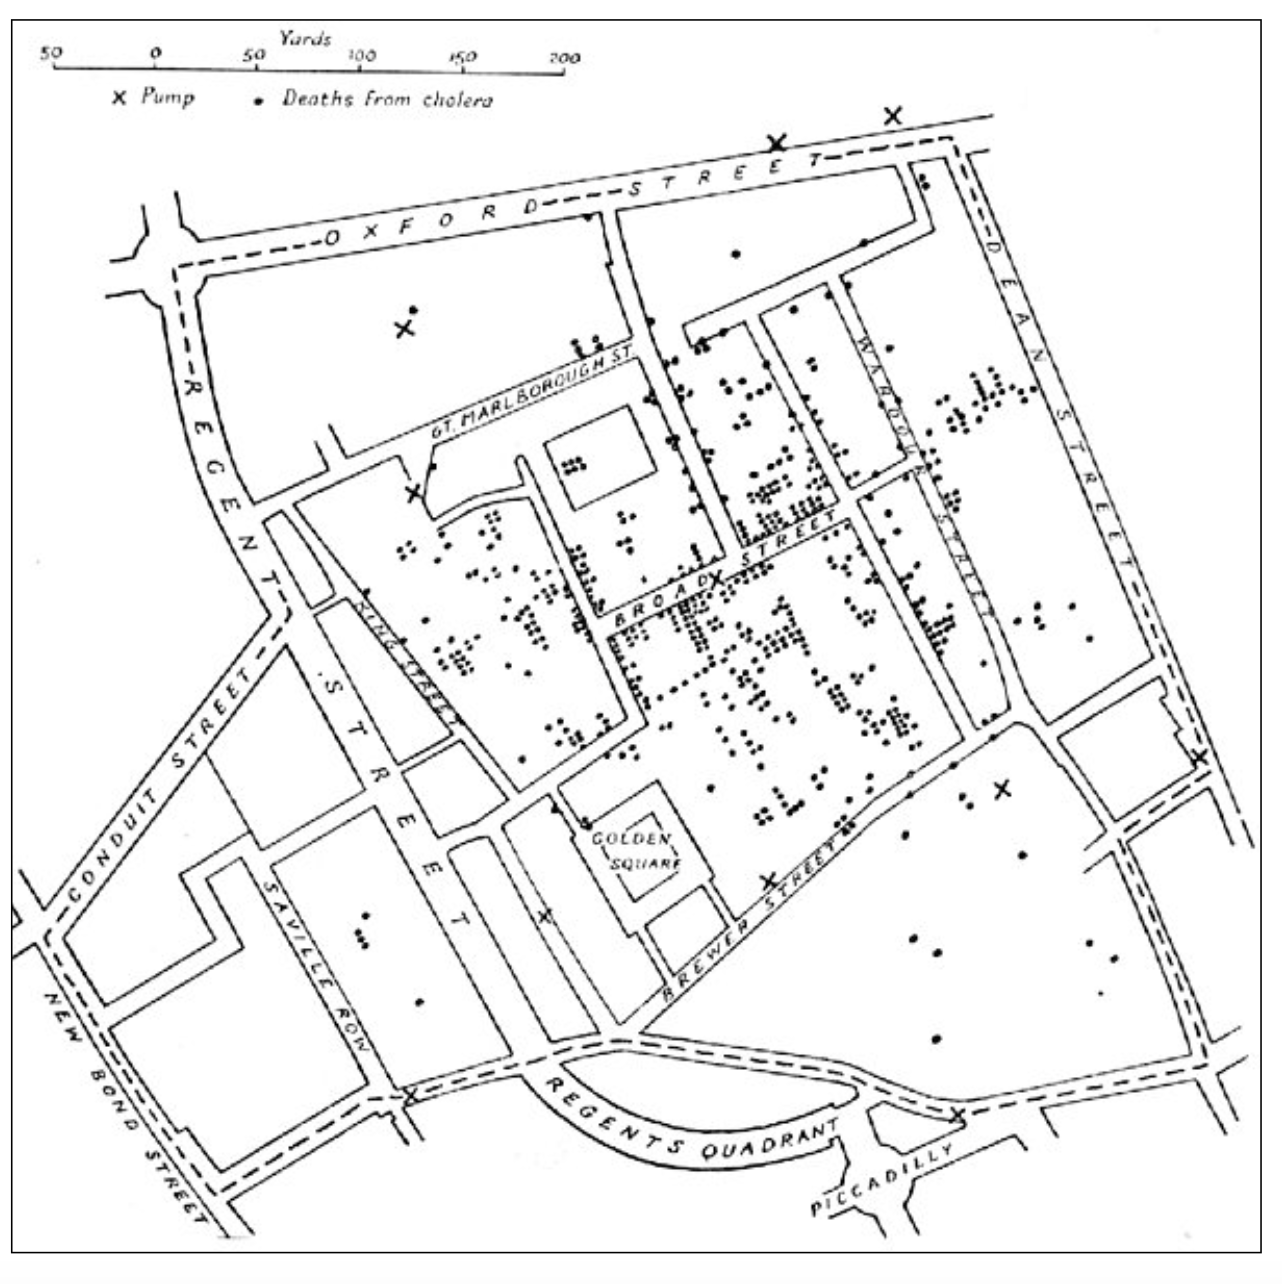 Yards
50 0 50 100 150 200
x Pump • Deaths from cholera
OXFORD STREET
DEAN STREET
REGENT STREET
GT. MARLBOROUGH ST.
WARDOUR STREET
BROAD STREET
KING STREET
CONDUIT STREET
GOLDEN
SQUARE
BREWER STREET
SAVILLE ROW
NEW BOND STREET
REGENTS QUADRANT
PICCADILLY